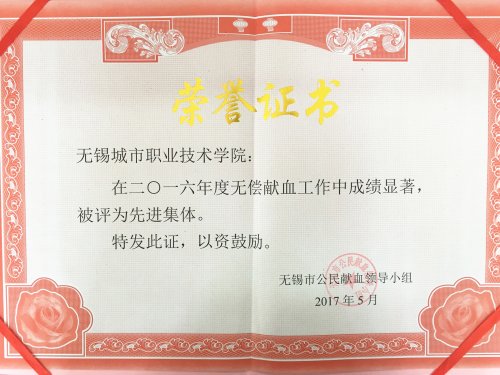 荣誉证书
无锡城市职业技术学院：
在二〇一六年度无偿献血工作中成绩显著，
被评为先进集体。
特发此证，以资鼓励。
无锡市公民献血领导小组
2017年5月